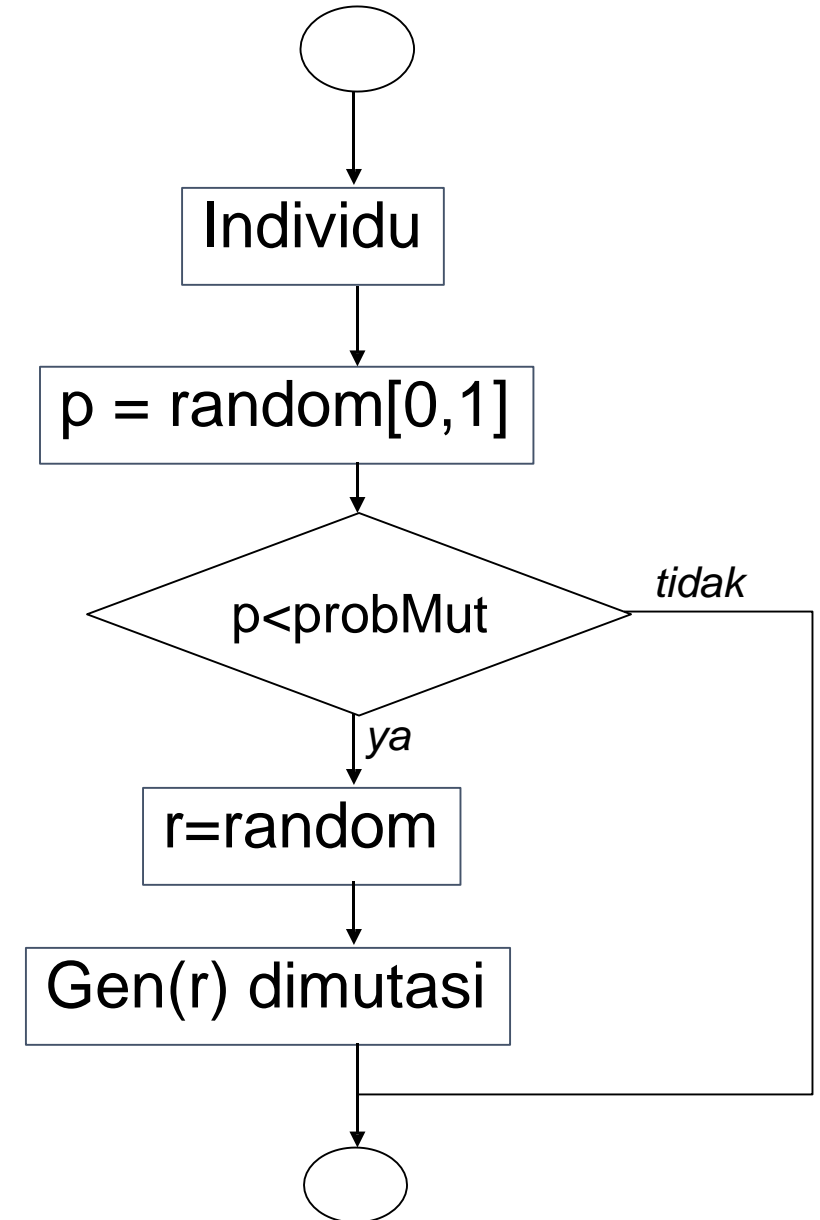 Individu
p = random[0,1]
p<probMut
tidak
ya
r=random
Gen(r) dimutasi